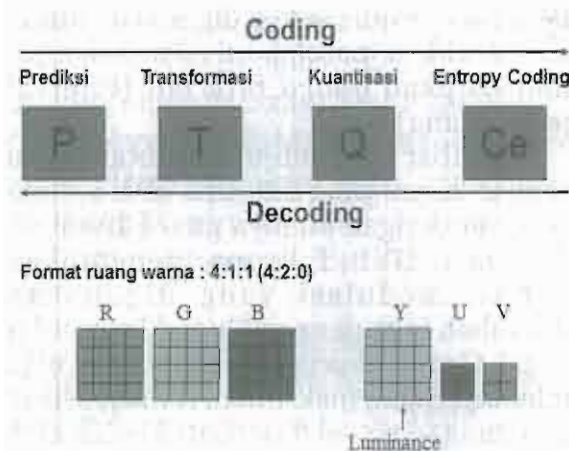 Coding
Prediksi Transformasi Kuantisasi Entropy Coding
P T Q Ce
Decoding
Format ruang warna : 4:1:1 (4:2:0)
R G B Y U V
Luminance